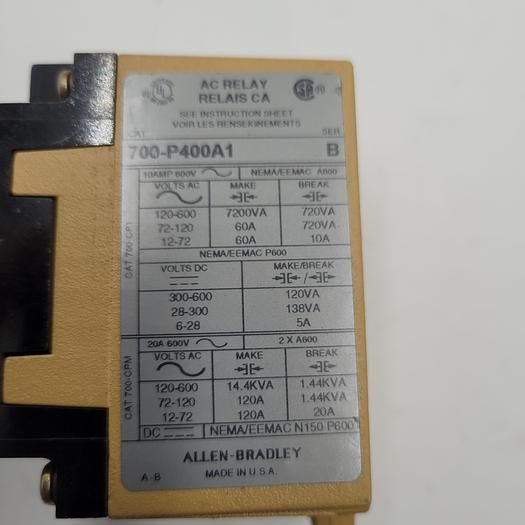 UL
AC RELAY
RELAIS CA
SEE INSTRUCTION SHEET
VOIR LES RENSEIGNEMENTS
CAT. SER.
700-P400A1 B
CAT 700-CP1
10AMP 600V NEMA/EEMAC A600
VOLTS AC MAKE BREAK
120-600 7200VA 720VA
72-120 60A 720VA
12-72 60A 10A
NEMA/EEMAC P600
VOLTS DC MAKE/BREAK
300-600 120VA
28-300 138VA
6-28 5A
CAT 700-CPM
20A 600V 2 X A600
VOLTS AC MAKE BREAK
120-600 14.4KVA 1.44KVA
72-120 120A 1.44KVA
12-72 120A 20A
DC NEMA/EEMAC N150 P600
ALLEN-BRADLEY
A-B MADE IN U.S.A.